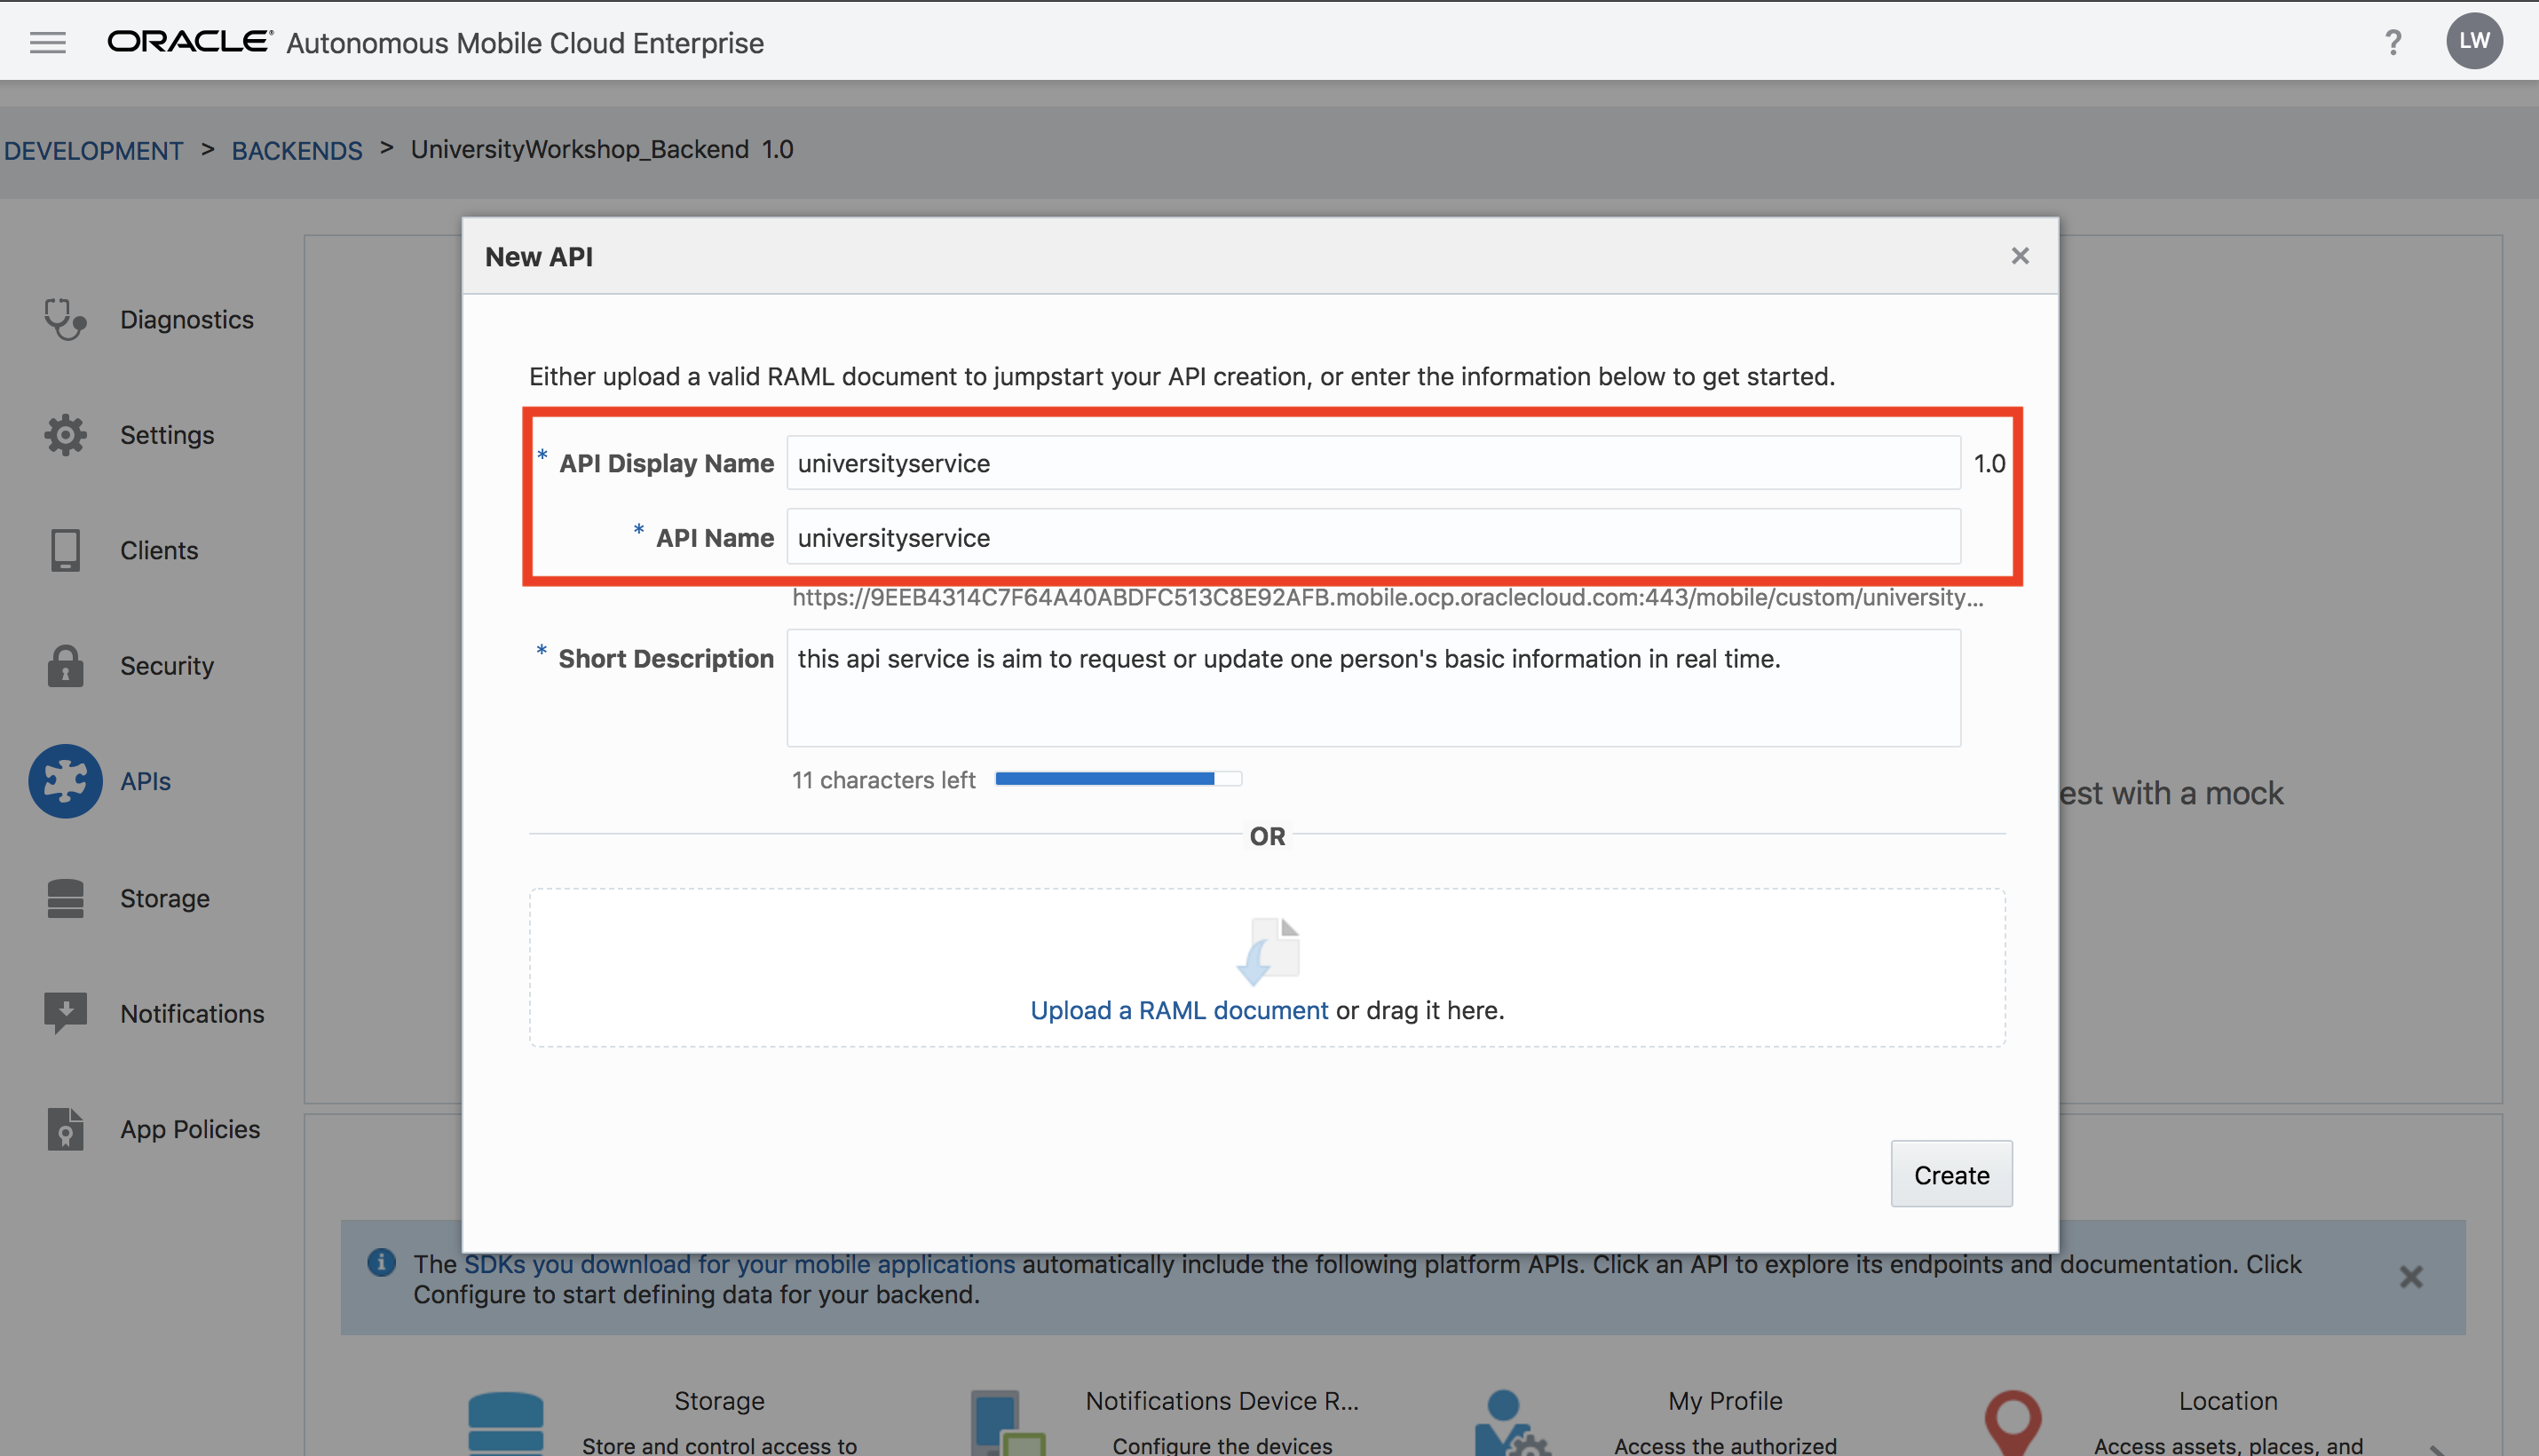 ORACLE® Autonomous Mobile Cloud Enterprise
? LW
DEVELOPMENT > BACKENDS > UniversityWorkshop_Backend 1.0
New API
Either upload a valid RAML document to jumpstart your API creation, or enter the information below to get started.
* API Display Name universityservice 1.0
* API Name universityservice
https://9EEB4314C7F64A40ABDFC513C8E92AFB.mobile.ocp.oraclecloud.com:443/mobile/custom/university...
* Short Description this api service is aim to request or update one person's basic information in real time.
11 characters left
OR
Upload a RAML document or drag it here.
Create
Diagnostics
Settings
Clients
Security
APIs
Storage
Notifications
App Policies
est with a mock
The SDKs you download for your mobile applications automatically include the following platform APIs. Click an API to explore its endpoints and documentation. Click
Configure to start defining data for your backend.
Storage
Store and control access to
Notifications Device R...
Configure the devices
My Profile
Access the authorized
Location
Access assets, places, and